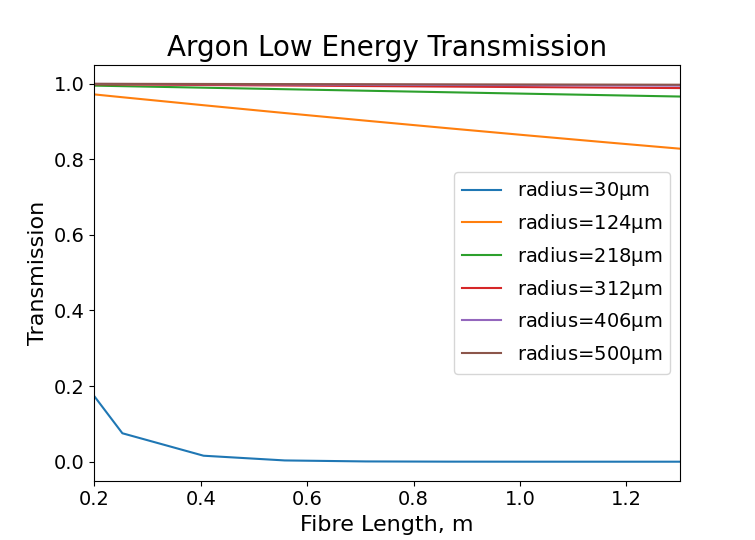 Argon Low Energy Transmission
1.0
0.8
0.6
0.4
0.2
0.0
Transmission
radius=30μm
radius=124μm
radius=218μm
radius=312μm
radius=406μm
radius=500μm
0.2 0.4 0.6 0.8 1.0 1.2
Fibre Length, m